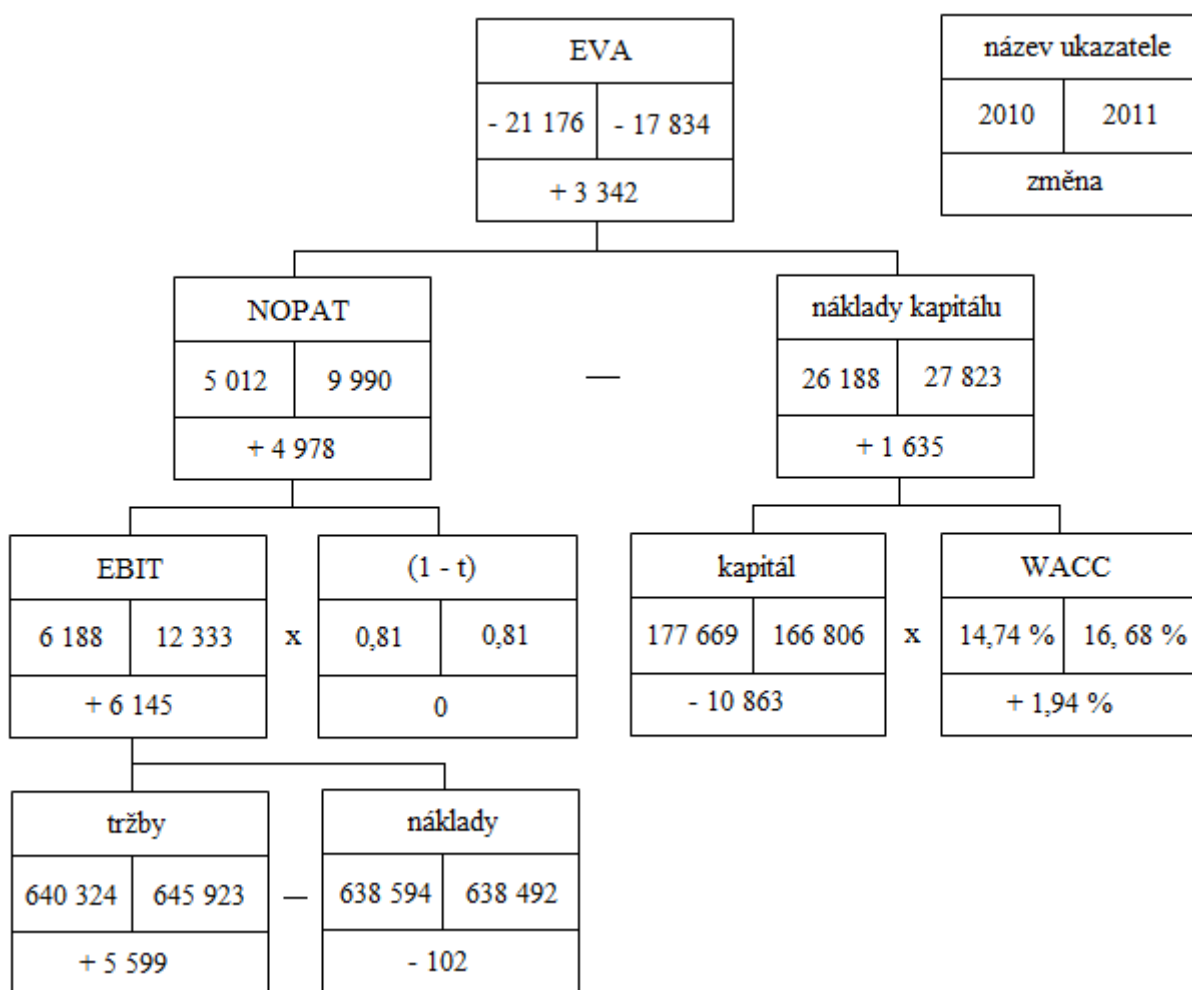 EVA
- 21 176 - 17 834
+ 3 342
název ukazatele
2010 2011
změna
NOPAT
5 012 9 990
+ 4 978
—
náklady kapitálu
26 188 27 823
+ 1 635
EBIT
6 188 12 333
+ 6 145
x
(1 - t)
0,81 0,81
0
kapitál
177 669 166 806
- 10 863
x
WACC
14,74 % 16, 68 %
+ 1,94 %
tržby
640 324 645 923
+ 5 599
—
náklady
638 594 638 492
- 102